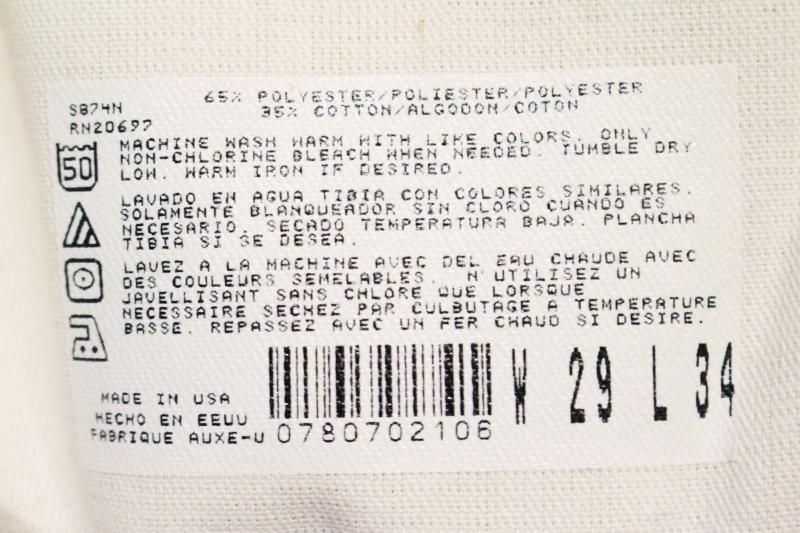 S874N
RN20697
65% POLYESTER/POLIESTER/POLYESTER
35% COTTON/ALGODON/COTON
50
MACHINE WASH WARM WITH LIKE COLORS. ONLY
NON-CHLORINE BLEACH WHEN NEEDED. TUMBLE DRY
LOW. WARM IRON IF DESIRED.
LAVADO EN AGUA TIBIA CON COLORES SIMILARES.
SOLAMENTE BLANQUEADOR SIN CLORO CUANDO ES
NECESARIO. SECADO TEMPERATURA BAJA. PLANCHA
TIBIA SI SE DESEA.
LAVEZ A LA MACHINE AVEC DEL EAU CHAUDE AVEC
DES COULEURS SEMELABLES. N'UTILISEZ UN
JAVELLISANT SANS CHLORE QUE LORSQUE
NECESSAIRE SECHEZ PAR CULBUTAGE A TEMPERATURE
BASSE. REPASSEZ AVEC UN FER CHAUD SI DESIRE.
MADE IN USA
HECHO EN EEUU
FABRIQUE AUXE-U
0780702106
W 29 L 34